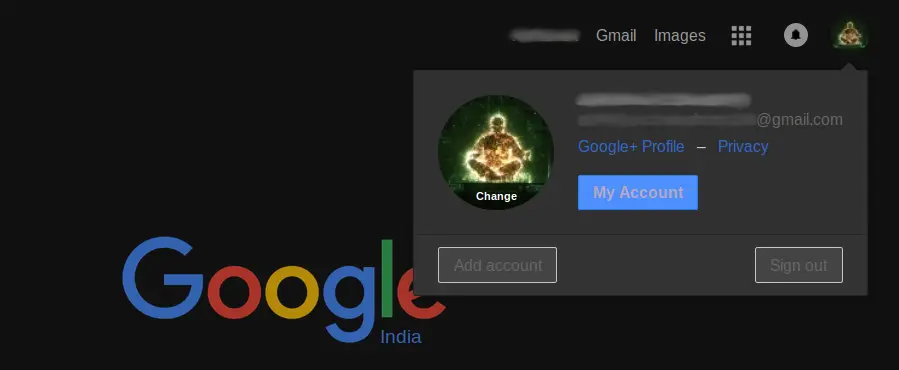 Gmail Images
@gmail.com
Google+ Profile – Privacy
Change
My Account
Add account Sign out
Google
India